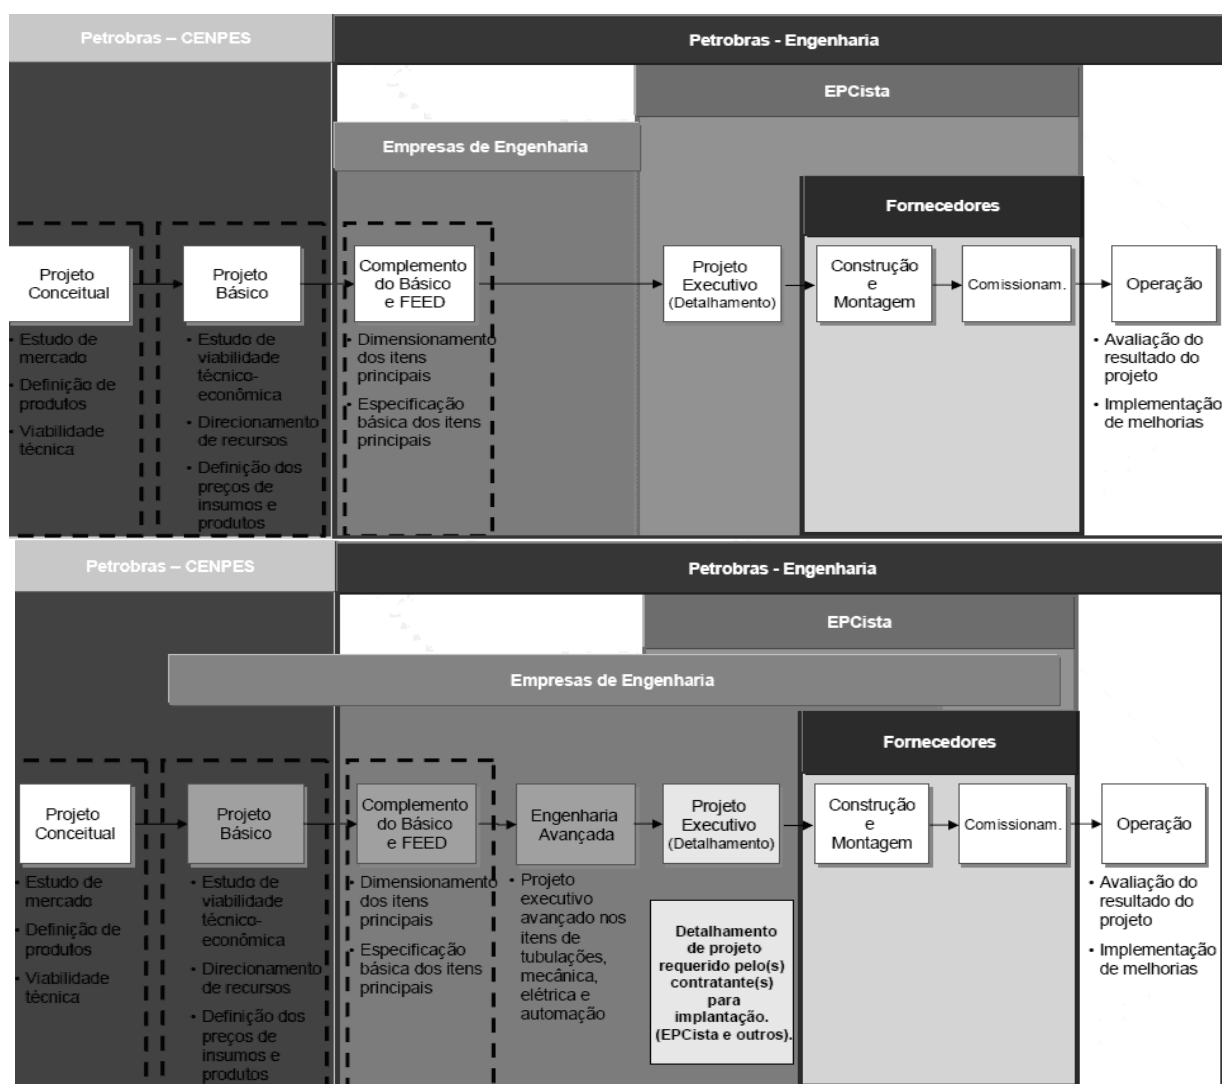 Petrobras – CENPES
Petrobras - Engenharia
EPCista
Empresas de Engenharia
Fornecedores
Projeto
Conceitual
Projeto
Básico
Complemento
do Básico
e FEED
Projeto
Executivo
(Detalhamento)
Construção
e
Montagem
Comissionam.
Operação
• Estudo de
mercado
• Definição de
produtos
• Viabilidade
técnica
• Estudo de
viabilidade
técnico-
econômica
• Direcionamento
de recursos
• Definição dos
preços de
insumos e
produtos
• Dimensionamento
dos itens
principais
• Especificação
básica dos itens
principais
• Avaliação do
resultado do
projeto
• Implementação
de melhorias
Petrobras – CENPES
Petrobras - Engenharia
EPCista
Empresas de Engenharia
Fornecedores
Projeto
Conceitual
Projeto
Básico
Complemento
do Básico
e FEED
Engenharia
Avançada
Projeto
Executivo
(Detalhamento)
Construção
e
Montagem
Comissionam.
Operação
• Estudo de
mercado
• Definição de
produtos
• Viabilidade
técnica
• Estudo de
viabilidade
técnico-
econômica
• Direcionamento
de recursos
• Definição dos
preços de
insumos e
produtos
• Dimensionamento
dos itens
principais
• Especificação
básica dos itens
principais
• Projeto
executivo
avançado nos
itens de
tubulações,
mecânica,
elétrica e
automação
Detalhamento
de projeto
requerido pelo(s)
contratante(s)
para
implantação.
(EPCista e outros).
• Avaliação do
resultado do
projeto
• Implementação
de melhorias